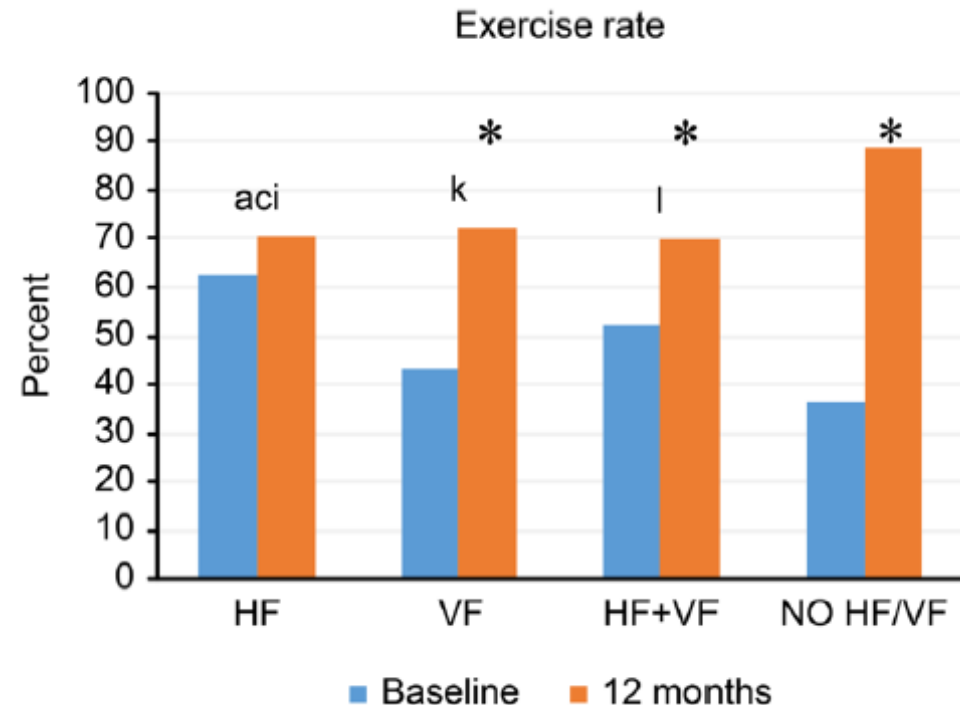 Exercise rate
100
90
80
70
60
50
40
30
20
10
0
Percent
aci
k
*
l
*
*
HF
VF
HF+VF
NO HF/VF
Baseline
12 months